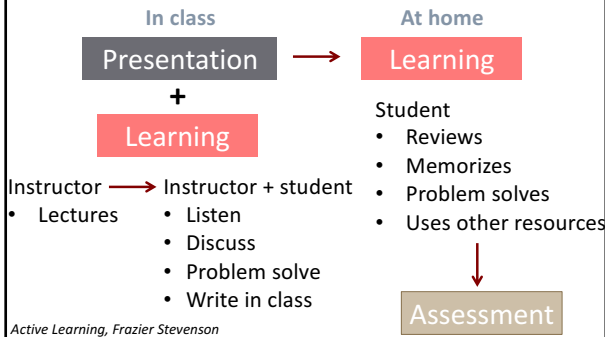 In class
Presentation
+
Learning
Instructor
• Lectures
Instructor + student
• Listen
• Discuss
• Problem solve
• Write in class
At home
Learning
Student
• Reviews
• Memorizes
• Problem solves
• Uses other resources
Assessment
Active Learning, Frazier Stevenson